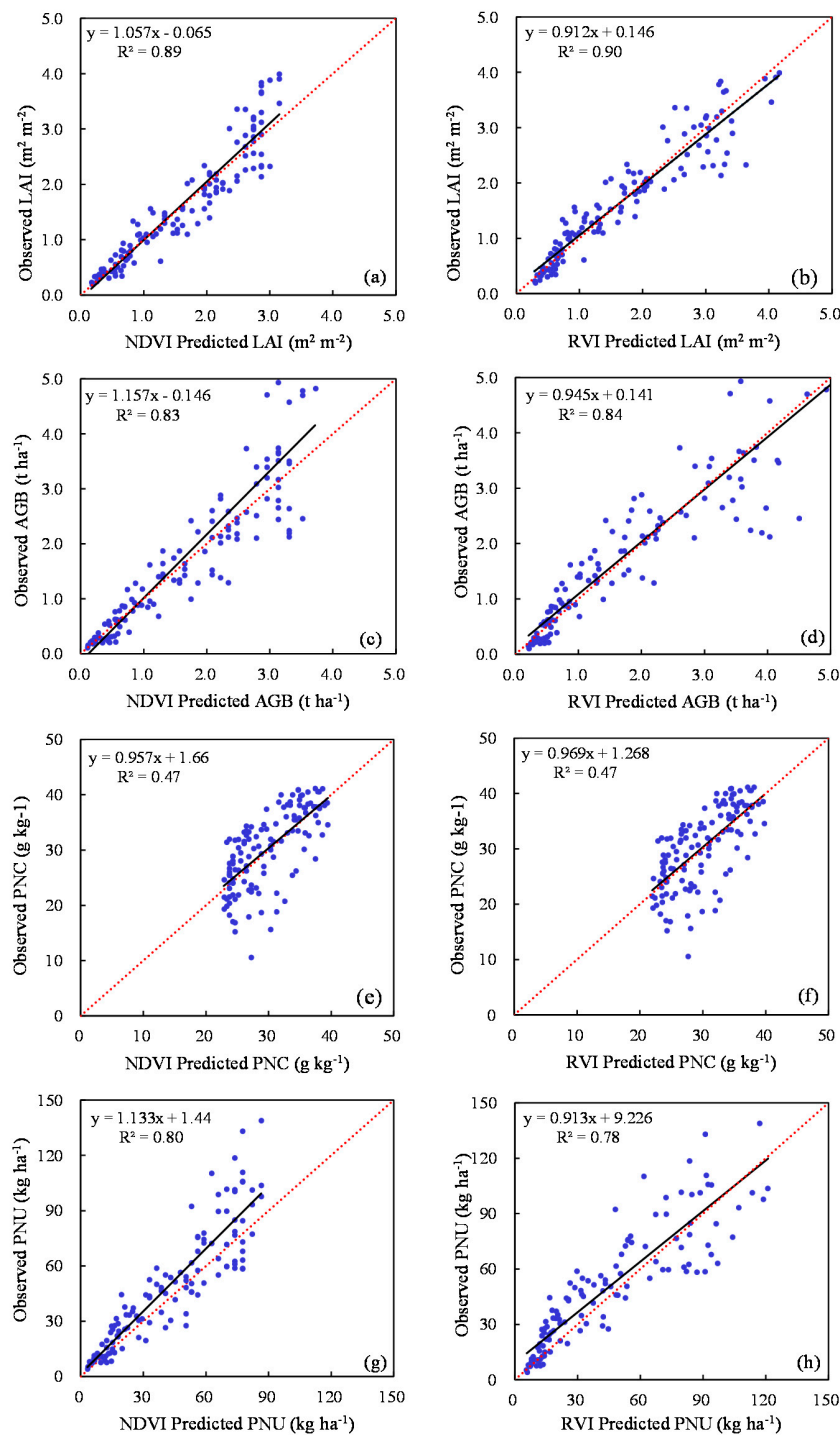 y = 1.057x - 0.065
R² = 0.89
5.0
4.0
3.0
2.0
1.0
0.0
Observed LAI (m² m⁻²)
(a)
0.0 1.0 2.0 3.0 4.0 5.0
NDVI Predicted LAI (m² m⁻²)
y = 0.912x + 0.146
R² = 0.90
5.0
4.0
3.0
2.0
1.0
0.0
Observed LAI (m² m⁻²)
(b)
0.0 1.0 2.0 3.0 4.0 5.0
RVI Predicted LAI (m² m⁻²)
y = 1.157x - 0.146
R² = 0.83
5.0
4.0
3.0
2.0
1.0
0.0
Observed AGB (t ha⁻¹)
(c)
0.0 1.0 2.0 3.0 4.0 5.0
NDVI Predicted AGB (t ha⁻¹)
y = 0.945x + 0.141
R² = 0.84
5.0
4.0
3.0
2.0
1.0
0.0
Observed AGB (t ha⁻¹)
(d)
0.0 1.0 2.0 3.0 4.0 5.0
RVI Predicted AGB (t ha⁻¹)
y = 0.957x + 1.66
R² = 0.47
50
40
30
20
10
0
Observed PNC (g kg-1)
(e)
0 10 20 30 40 50
NDVI Predicted PNC (g kg⁻¹)
y = 0.969x + 1.268
R² = 0.47
50
40
30
20
10
0
Observed PNC (g kg-1)
(f)
0 10 20 30 40 50
RVI Predicted PNC (g kg⁻¹)
y = 1.133x + 1.44
R² = 0.80
150
120
90
60
30
0
Observed PNU (kg ha⁻¹)
(g)
0 30 60 90 120 150
NDVI Predicted PNU (kg ha⁻¹)
y = 0.913x + 9.226
R² = 0.78
150
120
90
60
30
0
Observed PNU (kg ha⁻¹)
(h)
0 30 60 90 120 150
RVI Predicted PNU (kg ha⁻¹)